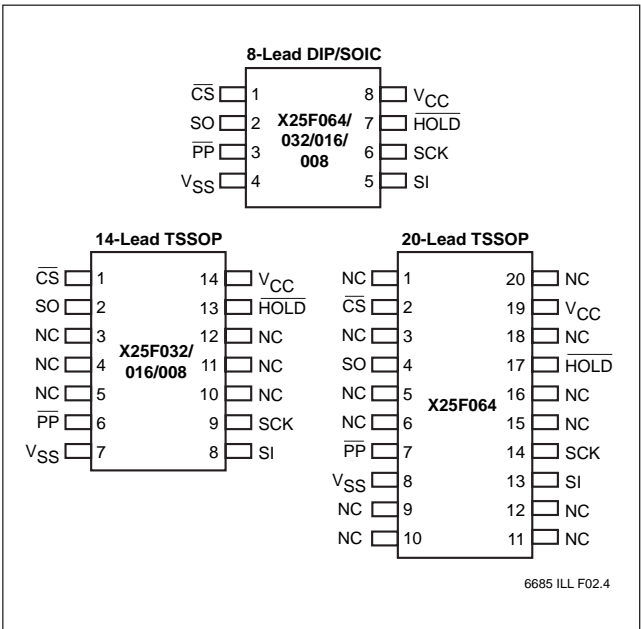 8-Lead DIP/SOIC
CS 1 8 VCC
SO 2 X25F064/ 7 HOLD
032/016/
PP 3 008 6 SCK
VSS 4 5 SI
14-Lead TSSOP
CS 1 14 VCC
SO 2 13 HOLD
NC 3 12 NC
X25F032/
NC 4 016/008 11 NC
NC 5 10 NC
PP 6 9 SCK
VSS 7 8 SI
20-Lead TSSOP
NC 1 20 NC
CS 2 19 VCC
NC 3 18 NC
SO 4 17 HOLD
NC 5 16 NC
X25F064
NC 6 15 NC
PP 7 14 SCK
VSS 8 13 SI
NC 9 12 NC
NC 10 11 NC
6685 ILL F02.4